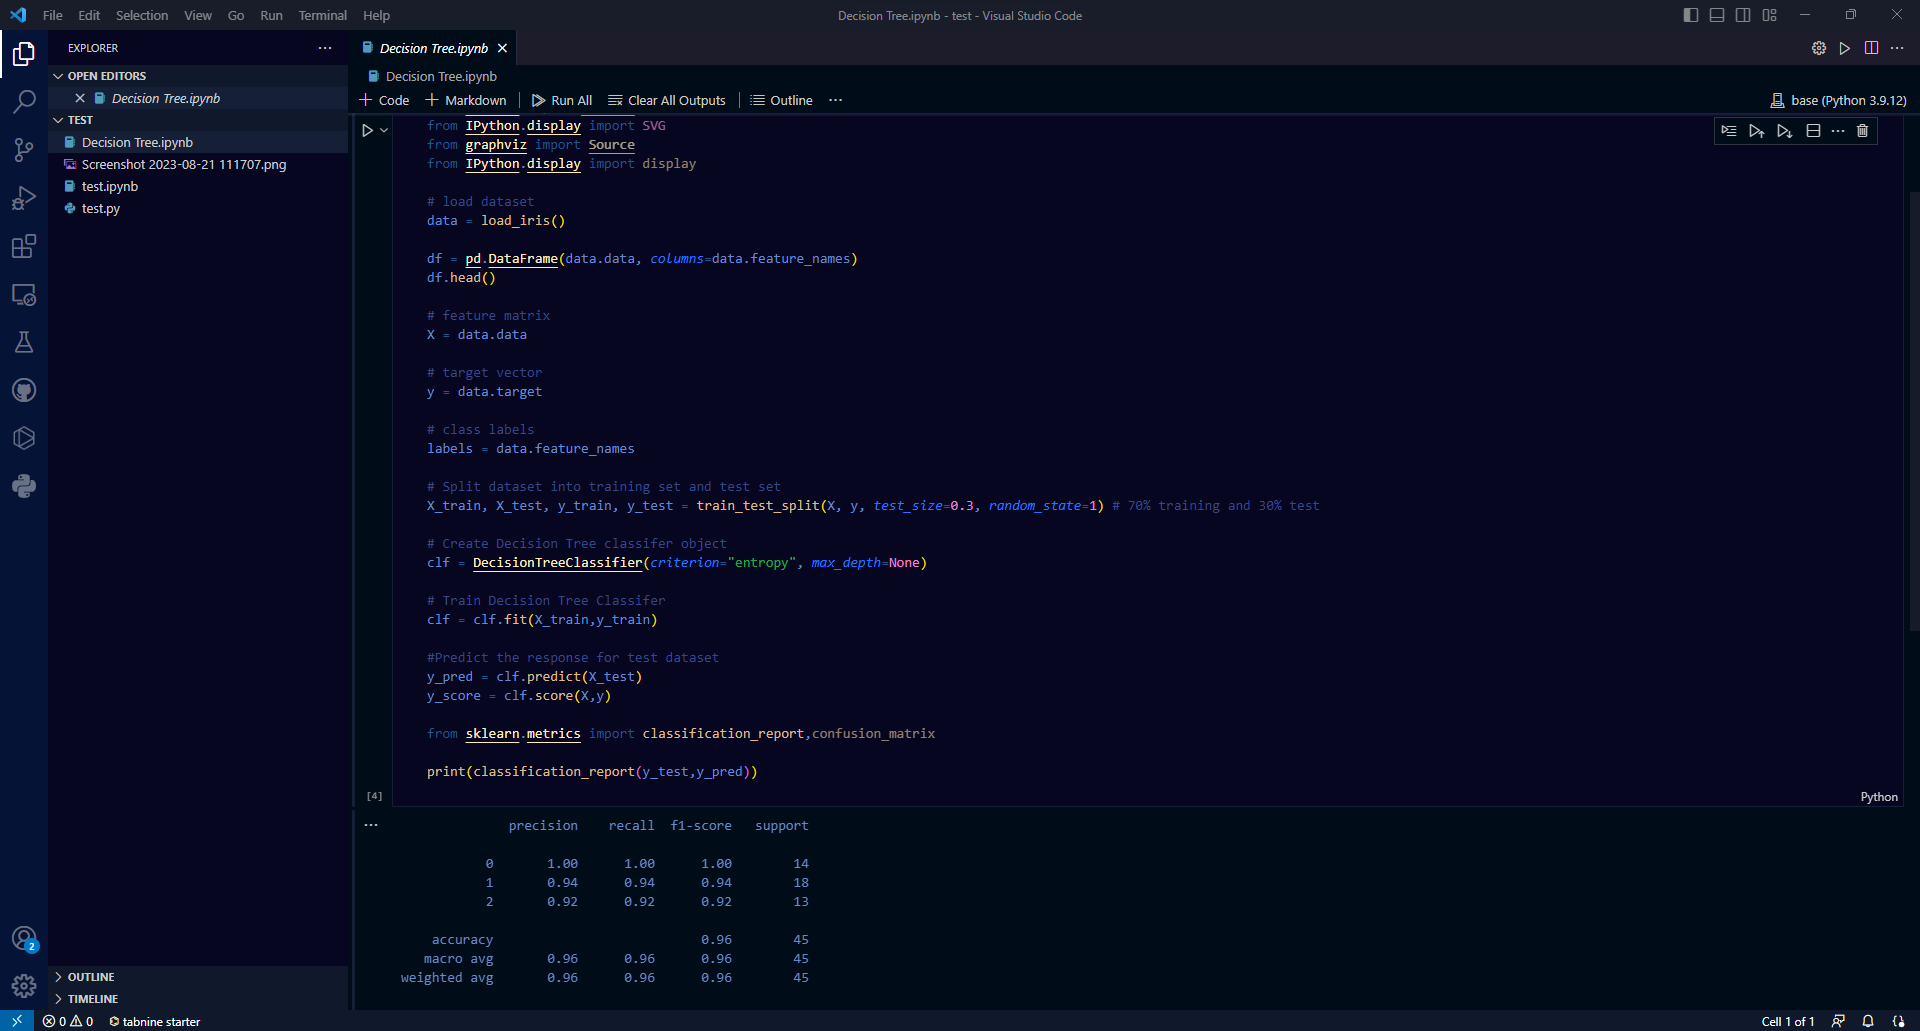 File Edit Selection View Go Run Terminal Help
Decision Tree.ipynb - test - Visual Studio Code
EXPLORER
OPEN EDITORS
Decision Tree.ipynb
TEST
Decision Tree.ipynb
Screenshot 2023-08-21 111707.png
test.ipynb
test.py
OUTLINE
TIMELINE
Decision Tree.ipynb
Decision Tree.ipynb
+ Code + Markdown | Run All Clear All Outputs | Outline ...
base (Python 3.9.12)
from IPython.display import SVG
from graphviz import Source
from IPython.display import display
# load dataset
data = load_iris()
df = pd.DataFrame(data.data, columns=data.feature_names)
df.head()
# feature matrix
X = data.data
# target vector
y = data.target
# class labels
labels = data.feature_names
# Split dataset into training set and test set
X_train, X_test, y_train, y_test = train_test_split(X, y, test_size=0.3, random_state=1) # 70% training and 30% test
# Create Decision Tree classifer object
clf = DecisionTreeClassifier(criterion="entropy", max_depth=None)
# Train Decision Tree Classifer
clf = clf.fit(X_train,y_train)
#Predict the response for test dataset
y_pred = clf.predict(X_test)
y_score = clf.score(X,y)
from sklearn.metrics import classification_report,confusion_matrix
print(classification_report(y_test,y_pred))
[4]
Python
precision recall f1-score support
0 1.00 1.00 1.00 14
1 0.94 0.94 0.94 18
2 0.92 0.92 0.92 13
accuracy 0.96 45
macro avg 0.96 0.96 0.96 45
weighted avg 0.96 0.96 0.96 45
2
0 0 tabnine starter
Cell 1 of 1